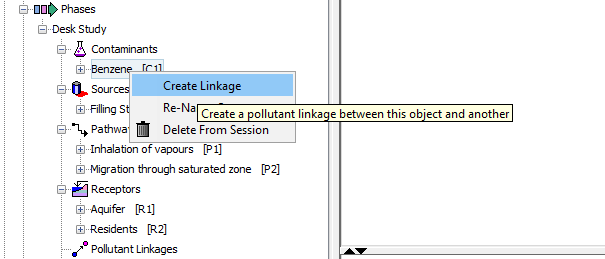 Phases
Desk Study
Contaminants
Benzene [C1]
Create Linkage
Sources
Re-Name
Filling St
Create a pollutant linkage between this object and another
Pathw
Delete From Session
Inhalation of vapours [P1]
Migration through saturated zone [P2]
Receptors
Aquifer [R1]
Residents [R2]
Pollutant Linkages